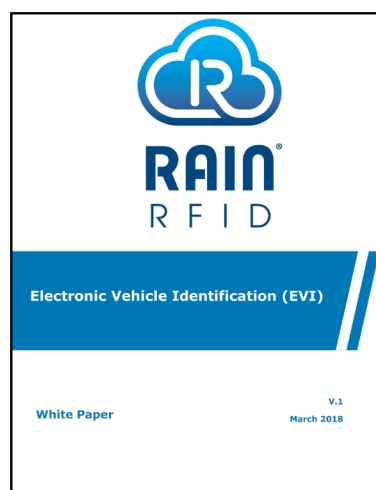 R
RAIN®
RFID
Electronic Vehicle Identification (EVI)
V.1
White Paper
March 2018